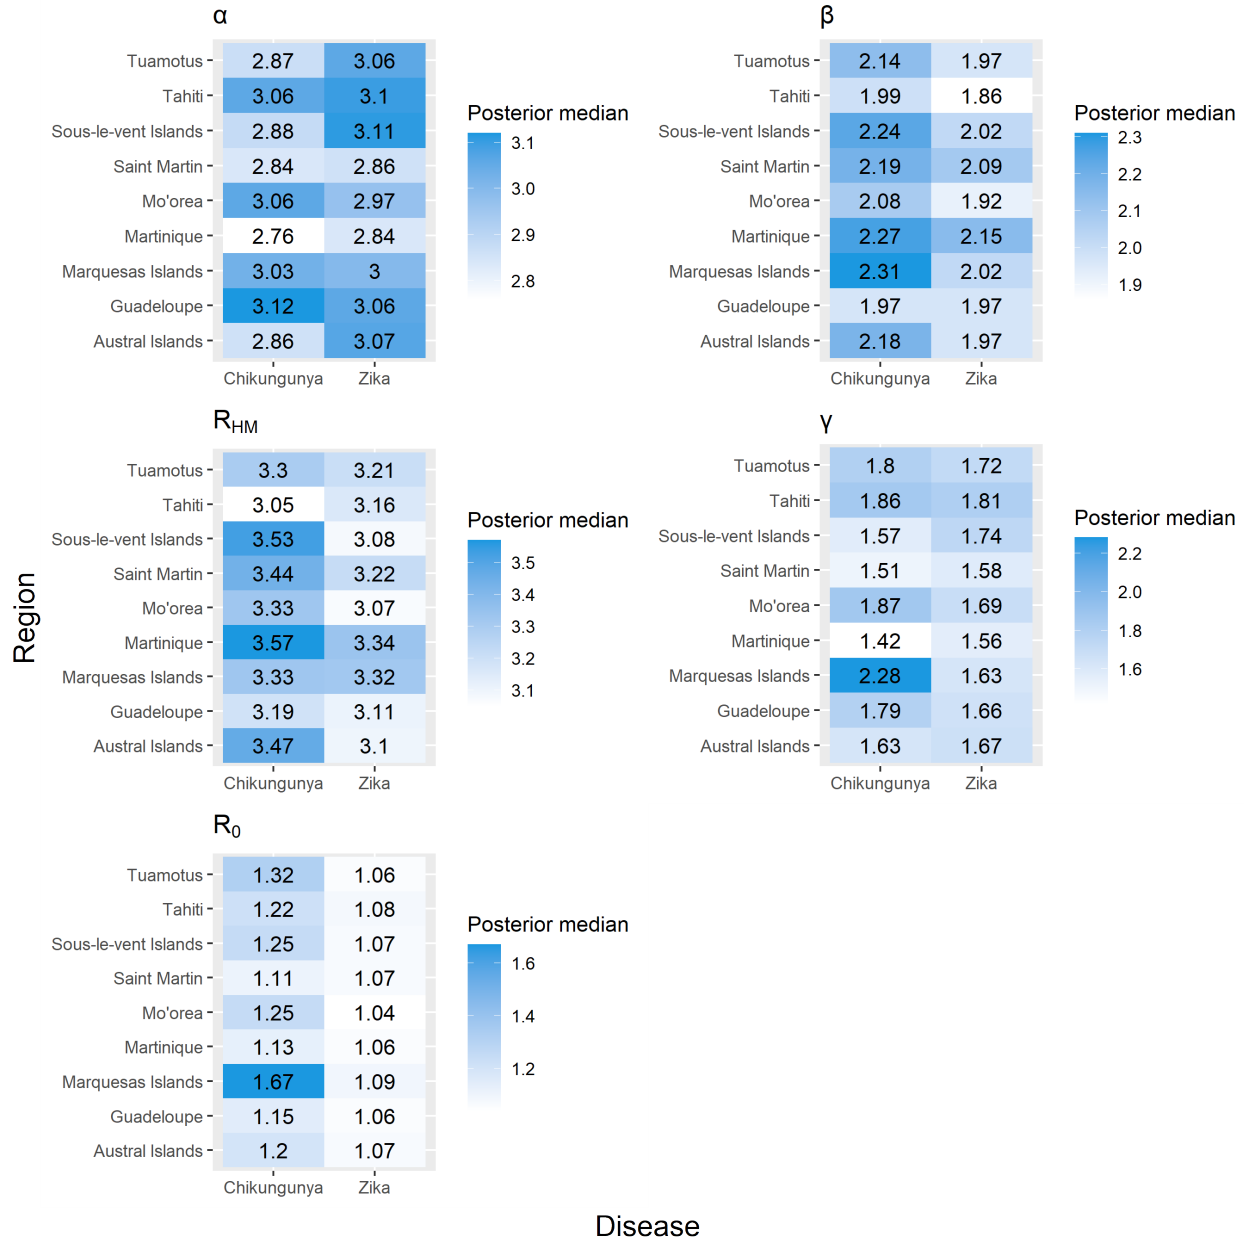 α
Tuamotus 2.87 3.06
Tahiti 3.06 3.1
Sous-le-vent Islands 2.88 3.11
Saint Martin 2.84 2.86
Mo'orea 3.06 2.97
Martinique 2.76 2.84
Marquesas Islands 3.03 3
Guadeloupe 3.12 3.06
Austral Islands 2.86 3.07
Chikungunya Zika
Posterior median
3.1
3.0
2.9
2.8
β
Tuamotus 2.14 1.97
Tahiti 1.99 1.86
Sous-le-vent Islands 2.24 2.02
Saint Martin 2.19 2.09
Mo'orea 2.08 1.92
Martinique 2.27 2.15
Marquesas Islands 2.31 2.02
Guadeloupe 1.97 1.97
Austral Islands 2.18 1.97
Chikungunya Zika
Posterior median
2.3
2.2
2.1
2.0
1.9
R_HM
Tuamotus 3.3 3.21
Tahiti 3.05 3.16
Sous-le-vent Islands 3.53 3.08
Saint Martin 3.44 3.22
Mo'orea 3.33 3.07
Martinique 3.57 3.34
Marquesas Islands 3.33 3.32
Guadeloupe 3.19 3.11
Austral Islands 3.47 3.1
Chikungunya Zika
Posterior median
3.5
3.4
3.3
3.2
3.1
γ
Tuamotus 1.8 1.72
Tahiti 1.86 1.81
Sous-le-vent Islands 1.57 1.74
Saint Martin 1.51 1.58
Mo'orea 1.87 1.69
Martinique 1.42 1.56
Marquesas Islands 2.28 1.63
Guadeloupe 1.79 1.66
Austral Islands 1.63 1.67
Chikungunya Zika
Posterior median
2.2
2.0
1.8
1.6
R₀
Tuamotus 1.32 1.06
Tahiti 1.22 1.08
Sous-le-vent Islands 1.25 1.07
Saint Martin 1.11 1.07
Mo'orea 1.25 1.04
Martinique 1.13 1.06
Marquesas Islands 1.67 1.09
Guadeloupe 1.15 1.06
Austral Islands 1.2 1.07
Chikungunya Zika
Posterior median
1.6
1.4
1.2
Region
Disease